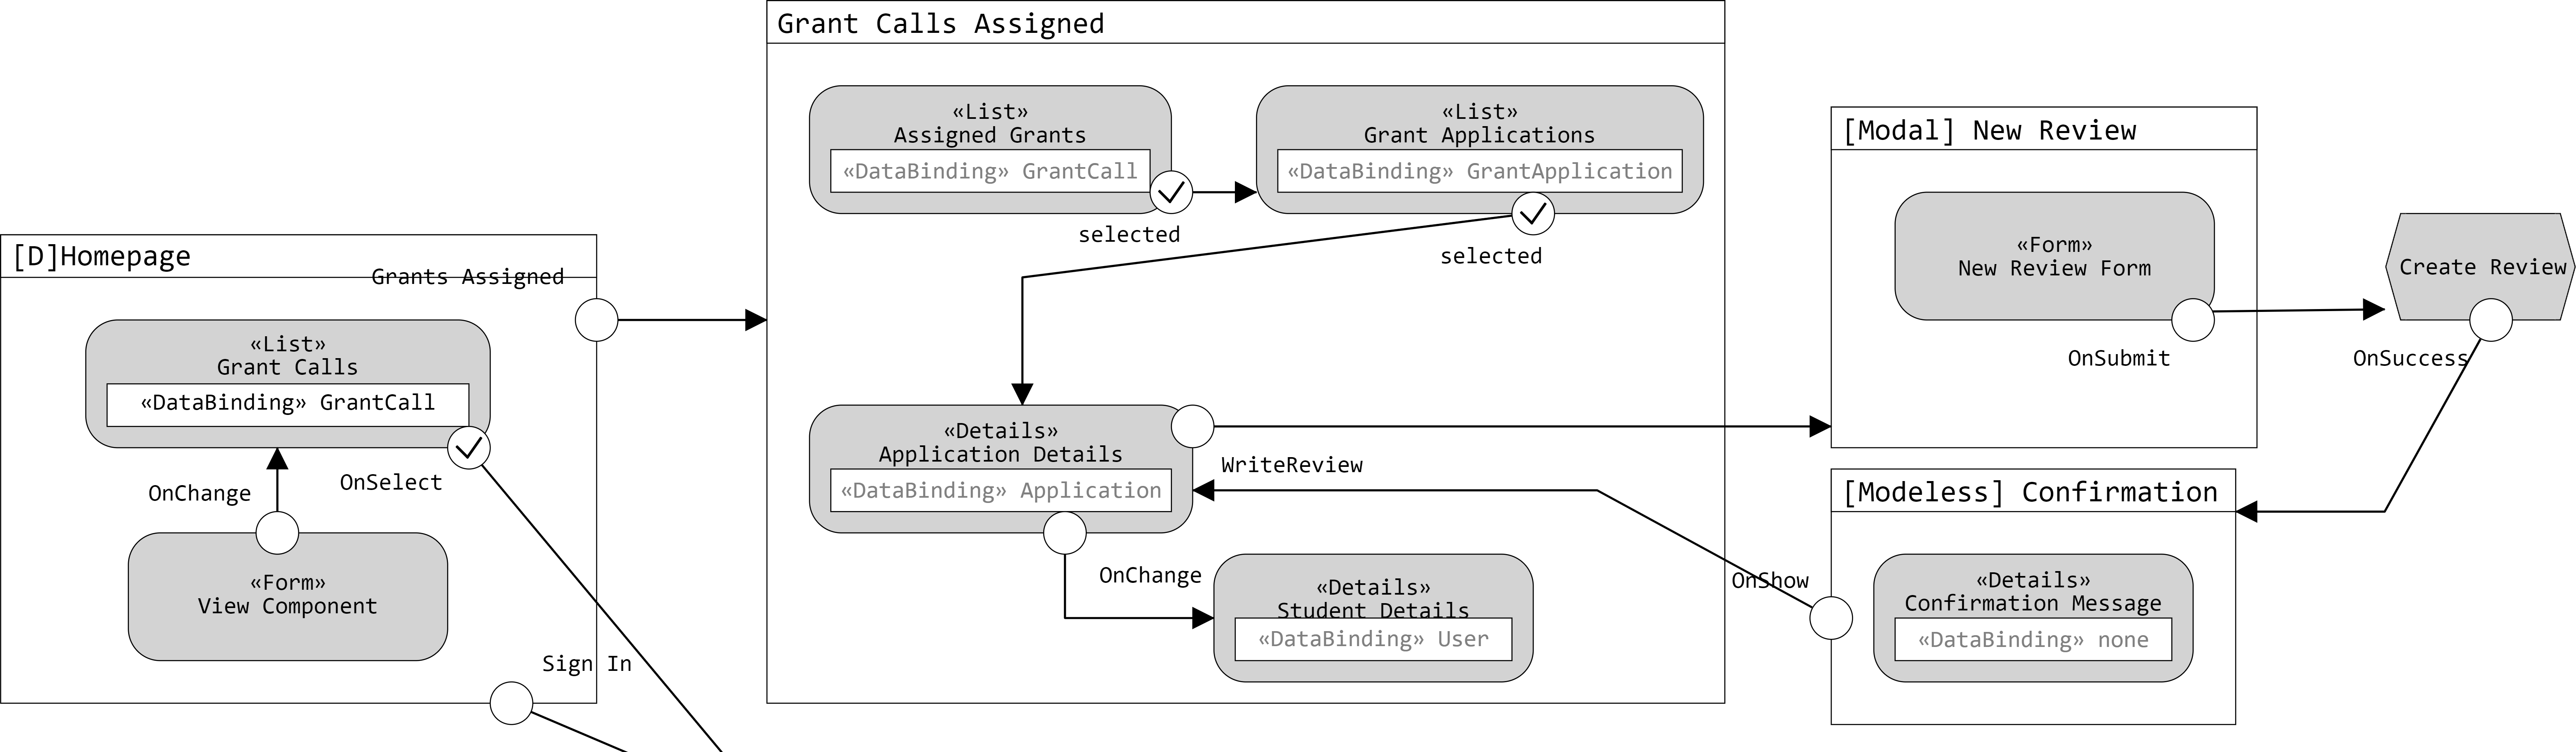 Grant Calls Assigned
«List»
Assigned Grants
«DataBinding» GrantCall
selected
«List»
Grant Applications
«DataBinding» GrantApplication
selected
[Modal] New Review
«Form»
New Review Form
OnSubmit
Create Review
OnSuccess
[D]Homepage
Grants Assigned
«List»
Grant Calls
«DataBinding» GrantCall
OnChange
OnSelect
«Form»
View Component
Sign In
«Details»
Application Details
«DataBinding» Application
WriteReview
OnChange
«Details»
Student Details
«DataBinding» User
OnShow
[Modeless] Confirmation
«Details»
Confirmation Message
«DataBinding» none